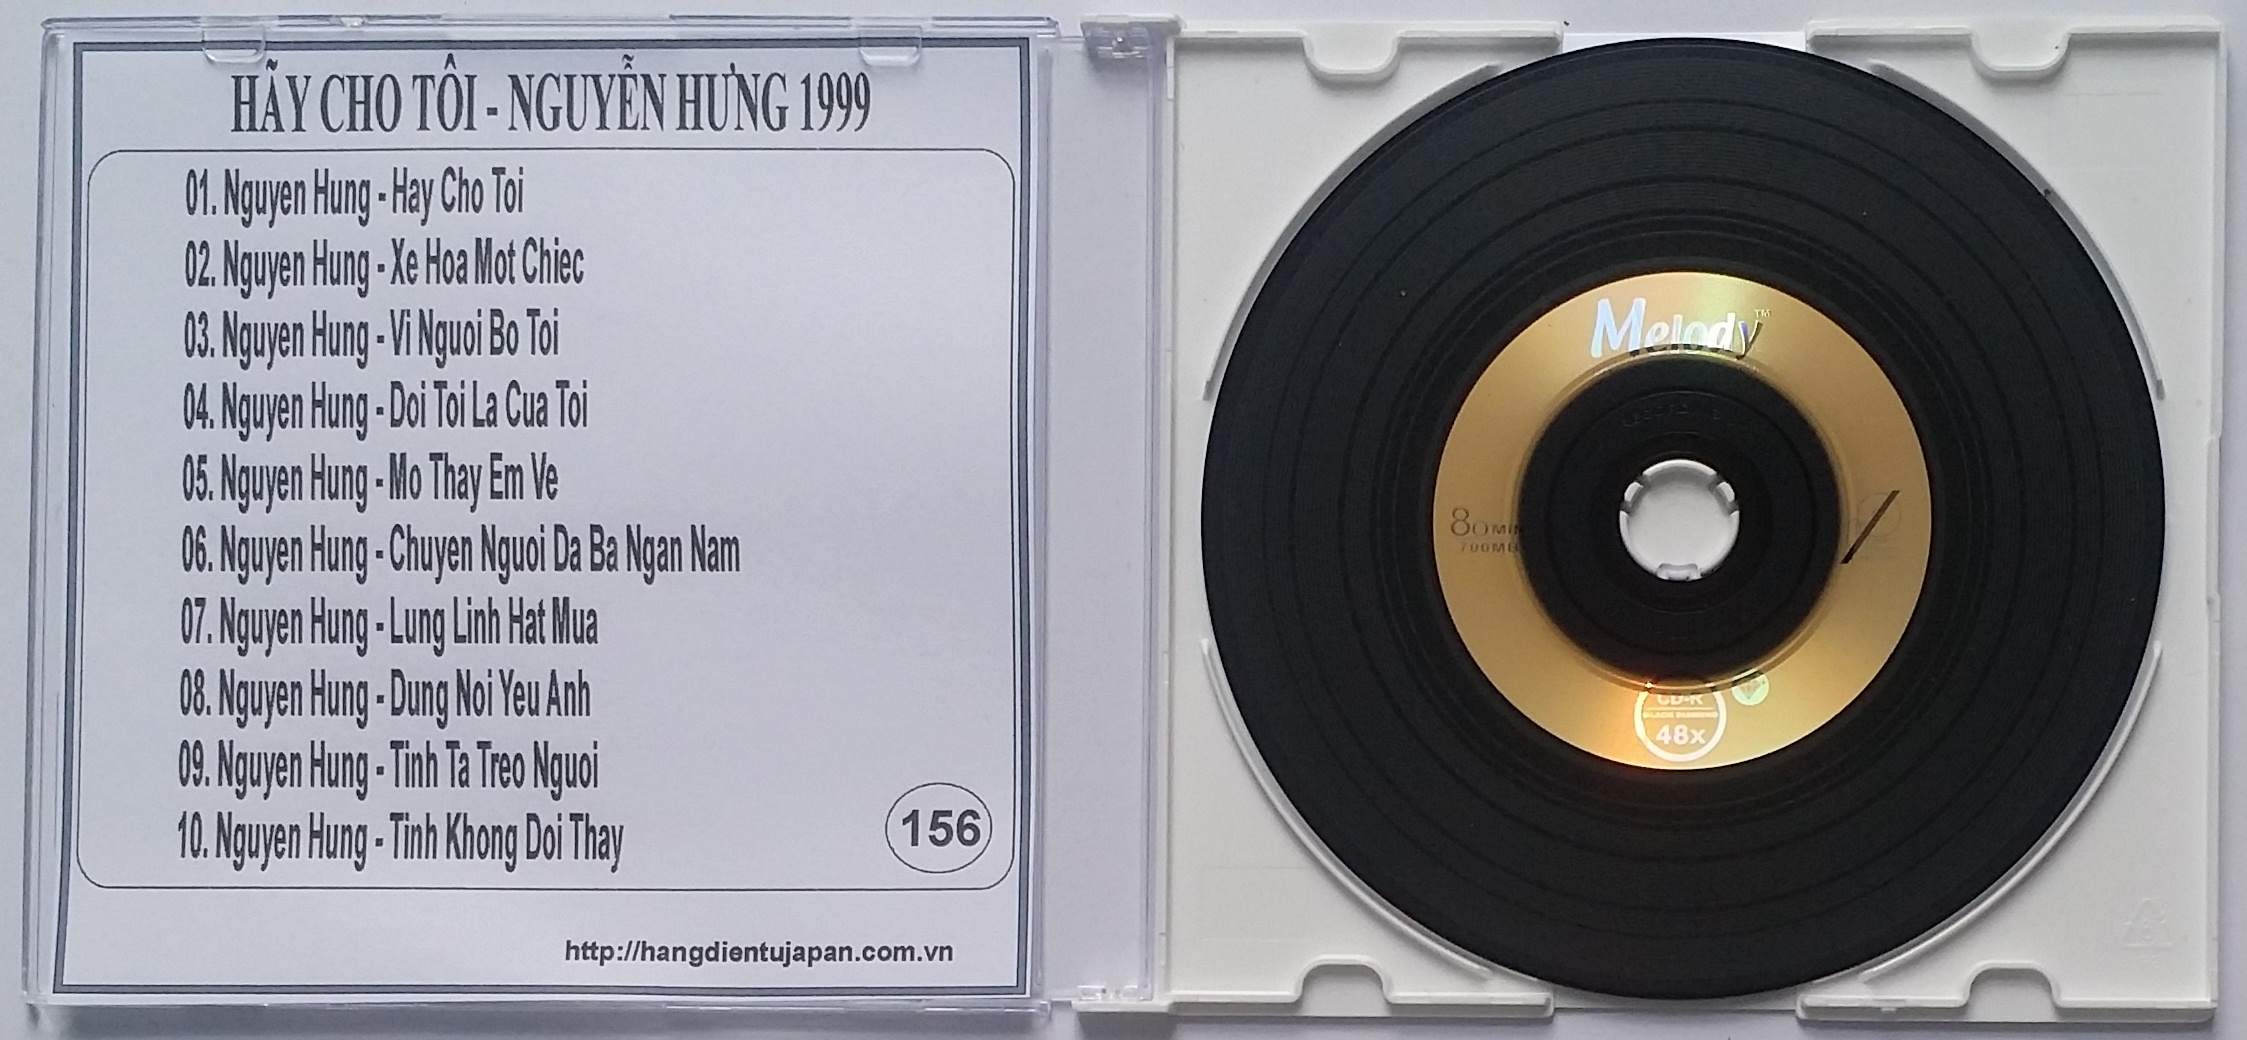 HÃY CHO TÔI - NGUYỄN HƯNG 1999
01. Nguyen Hung - Hay Cho Toi
02. Nguyen Hung - Xe Hoa Mot Chiec
03. Nguyen Hung - Vi Nguoi Bo Toi
04. Nguyen Hung - Doi Toi La Cua Toi
05. Nguyen Hung - Mo Thay Em Ve
06. Nguyen Hung - Chuyen Nguoi Da Ba Ngan Nam
07. Nguyen Hung - Lung Linh Hat Mua
08. Nguyen Hung - Dung Noi Yeu Anh
09. Nguyen Hung - Tinh Ta Treo Nguoi
10. Nguyen Hung - Tinh Khong Doi Thay
156
http://hangdientujapan.com.vn
Melody™
80MIN
700MB
CD-R
48x